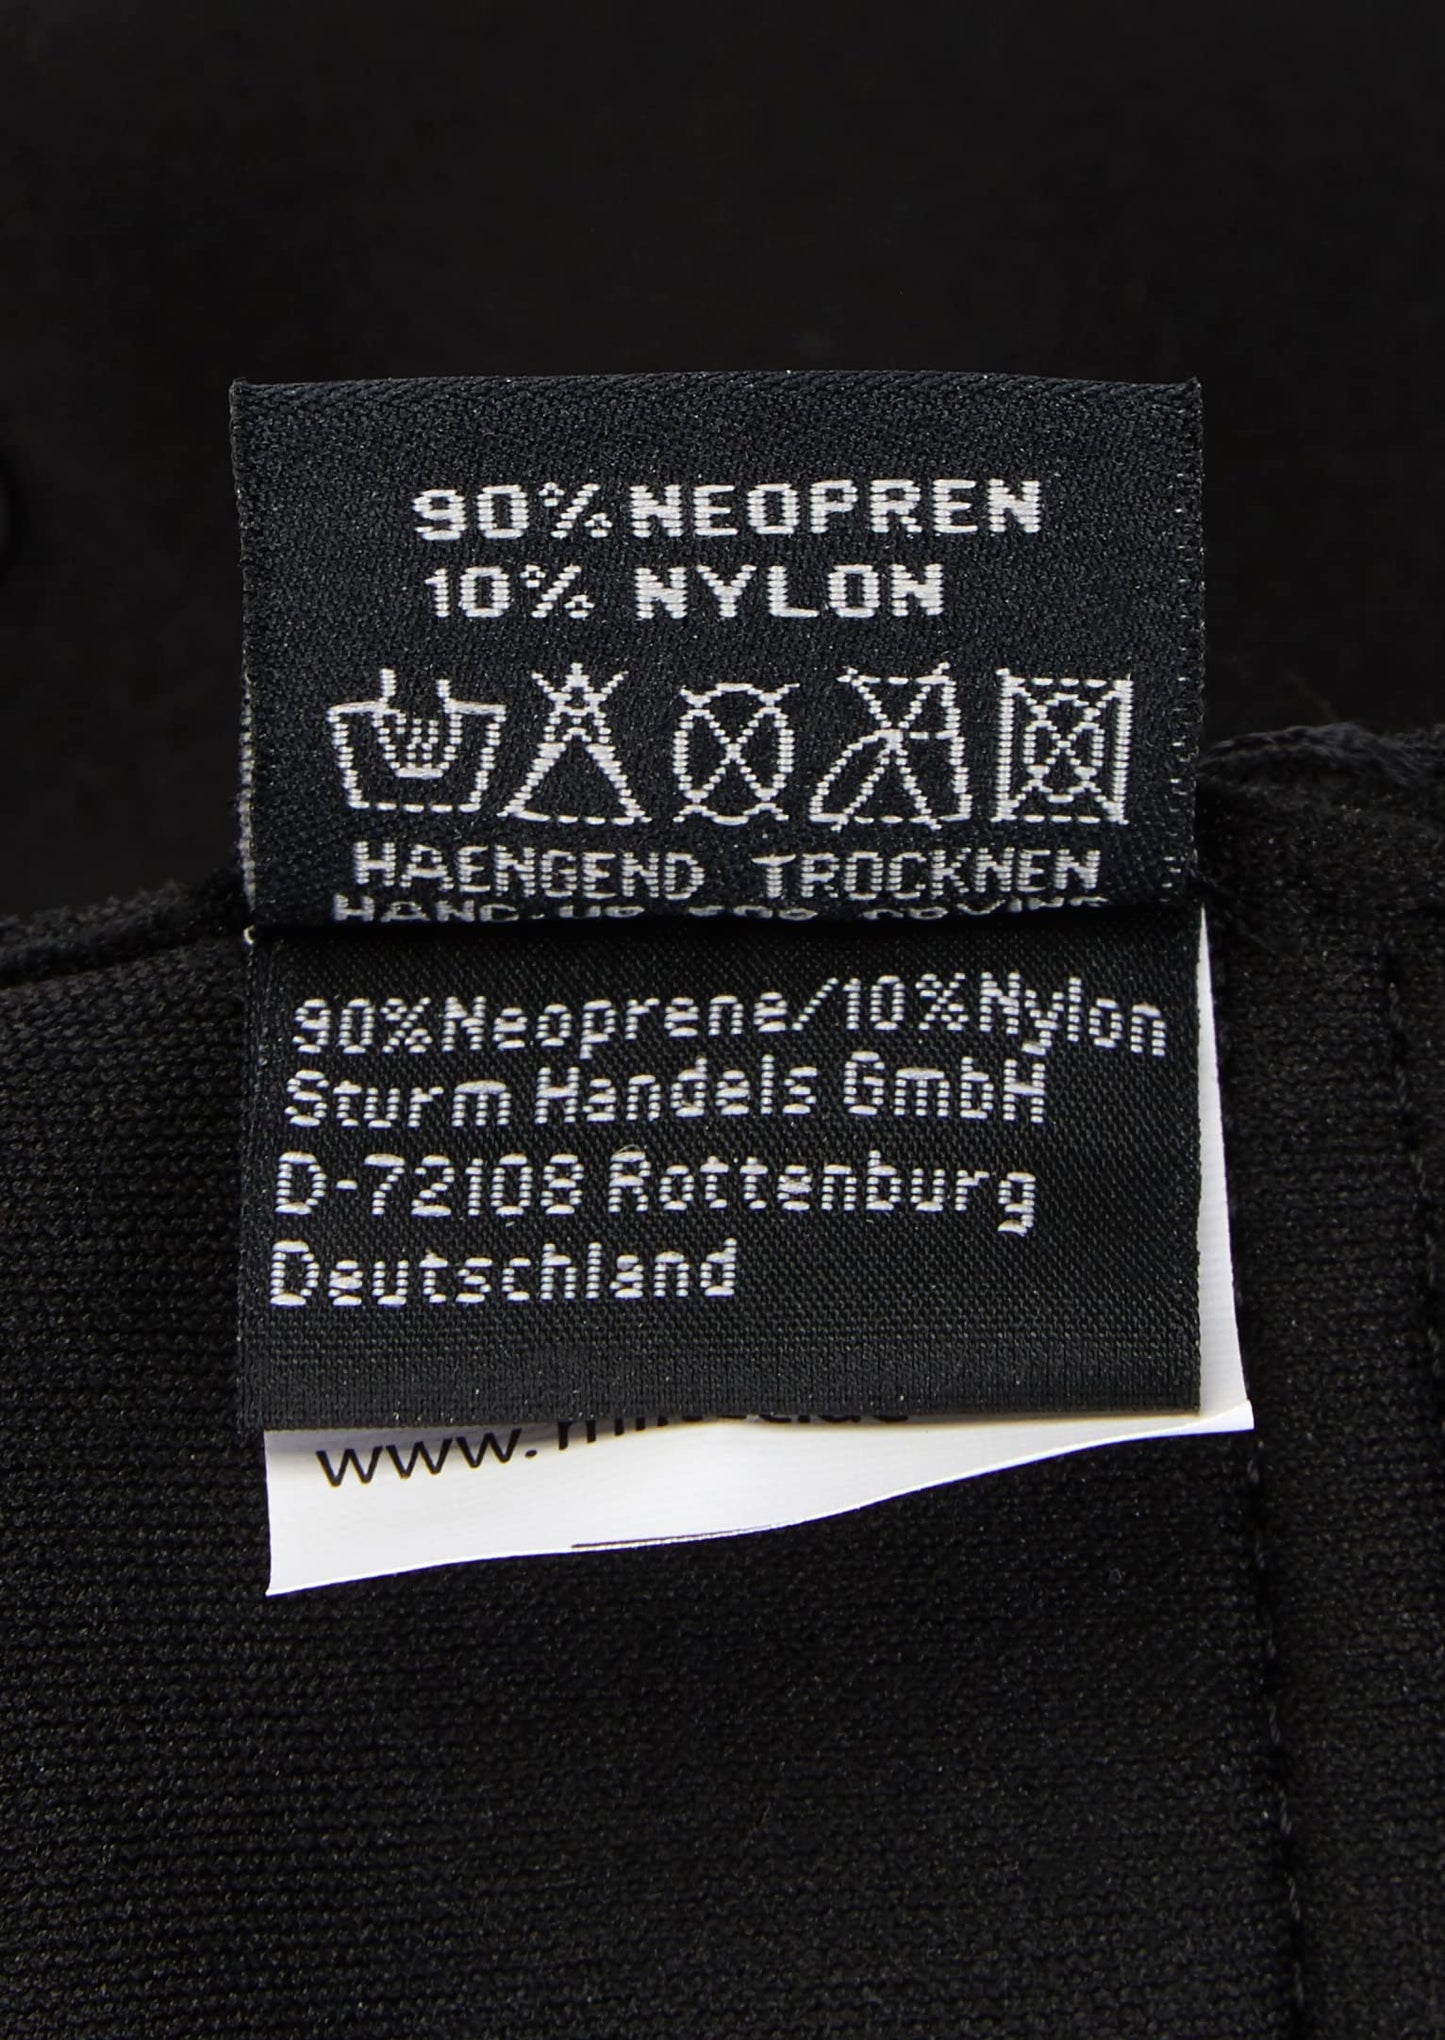 90% NEOPREN
10% NYLON
HAENGEND TROCKNEN
90%Neoprene/10%Nylon
Sturm Handels GmbH
D-72108 Rottenburg
Deutschland
www.